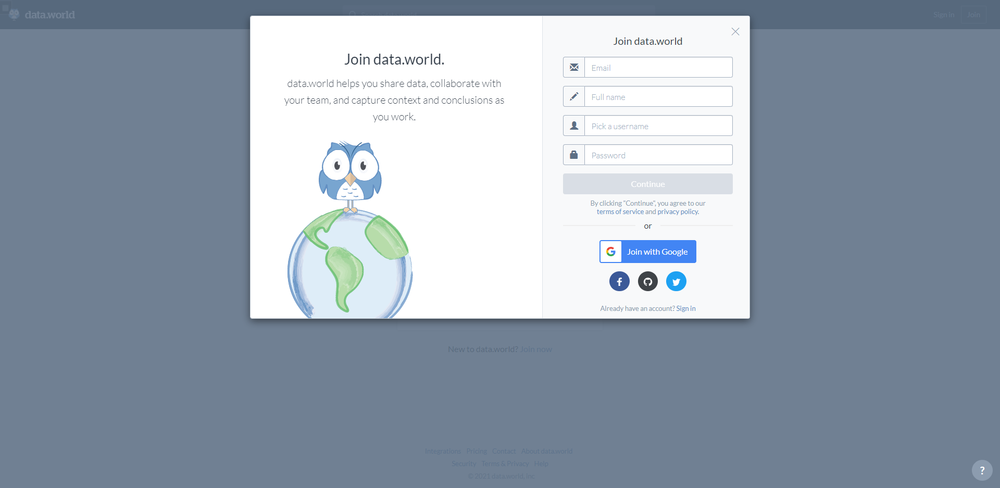 data.world
Sign in
Join
Join data.world.
data.world helps you share data, collaborate with
your team, and capture context and conclusions as
you work.
Join data.world
Email
Full name
Pick a username
Password
Continue
By clicking "Continue", you agree to our
terms of service and privacy policy.
or
Join with Google
Already have an account? Sign in
New to data.world? Join now
Integrations Pricing Contact About data.world
Security Terms & Privacy Help
© 2021 data.world, inc
?